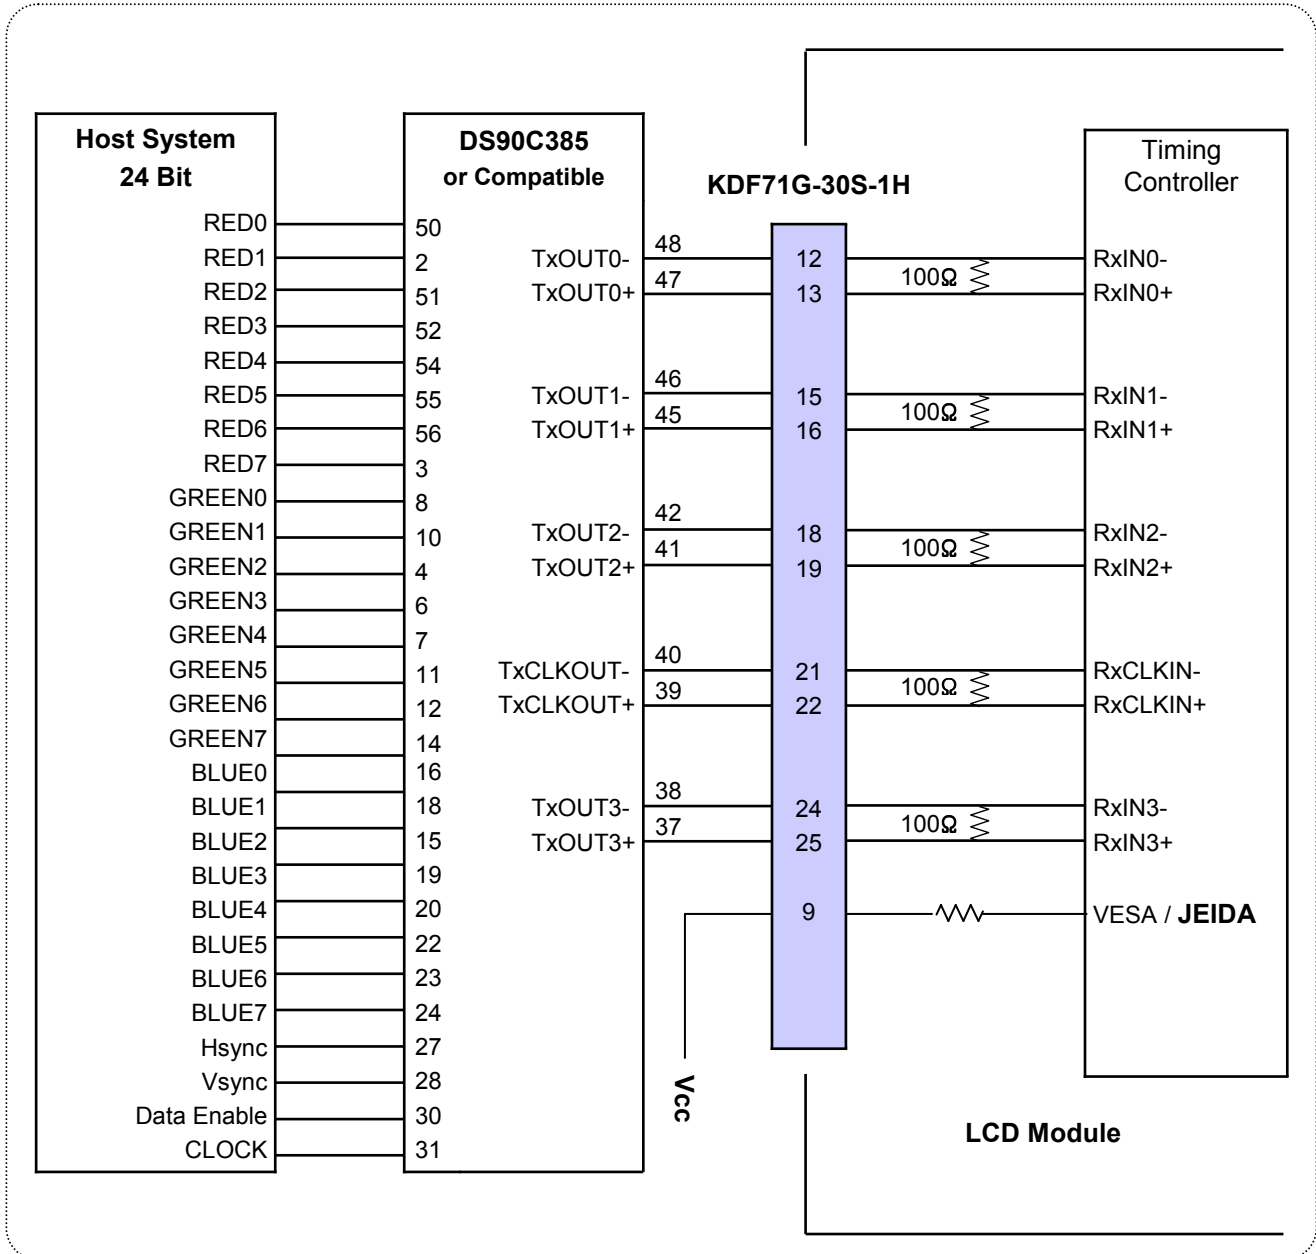 Host System
24 Bit
RED0
RED1
RED2
RED3
RED4
RED5
RED6
RED7
GREEN0
GREEN1
GREEN2
GREEN3
GREEN4
GREEN5
GREEN6
GREEN7
BLUE0
BLUE1
BLUE2
BLUE3
BLUE4
BLUE5
BLUE6
BLUE7
Hsync
Vsync
Data Enable
CLOCK
DS90C385
or Compatible
50
2
51
52
54
55
56
3
8
10
4
6
7
11
12
14
16
18
15
19
20
22
23
24
27
28
30
31
TxOUT0-
TxOUT0+
TxOUT1-
TxOUT1+
TxOUT2-
TxOUT2+
TxCLKOUT-
TxCLKOUT+
TxOUT3-
TxOUT3+
48
47
46
45
42
41
40
39
38
37
Vcc
KDF71G-30S-1H
12
13
15
16
18
19
21
22
24
25
9
100Ω
100Ω
100Ω
100Ω
100Ω
Timing
Controller
RxIN0-
RxIN0+
RxIN1-
RxIN1+
RxIN2-
RxIN2+
RxCLKIN-
RxCLKIN+
RxIN3-
RxIN3+
VESA / JEIDA
LCD Module